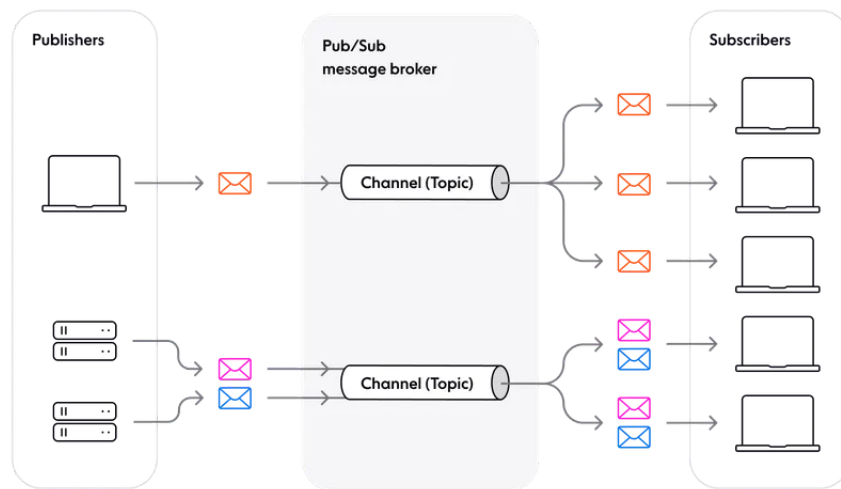 Publishers
Pub/Sub
message broker
Subscribers
Channel (Topic)
Channel (Topic)